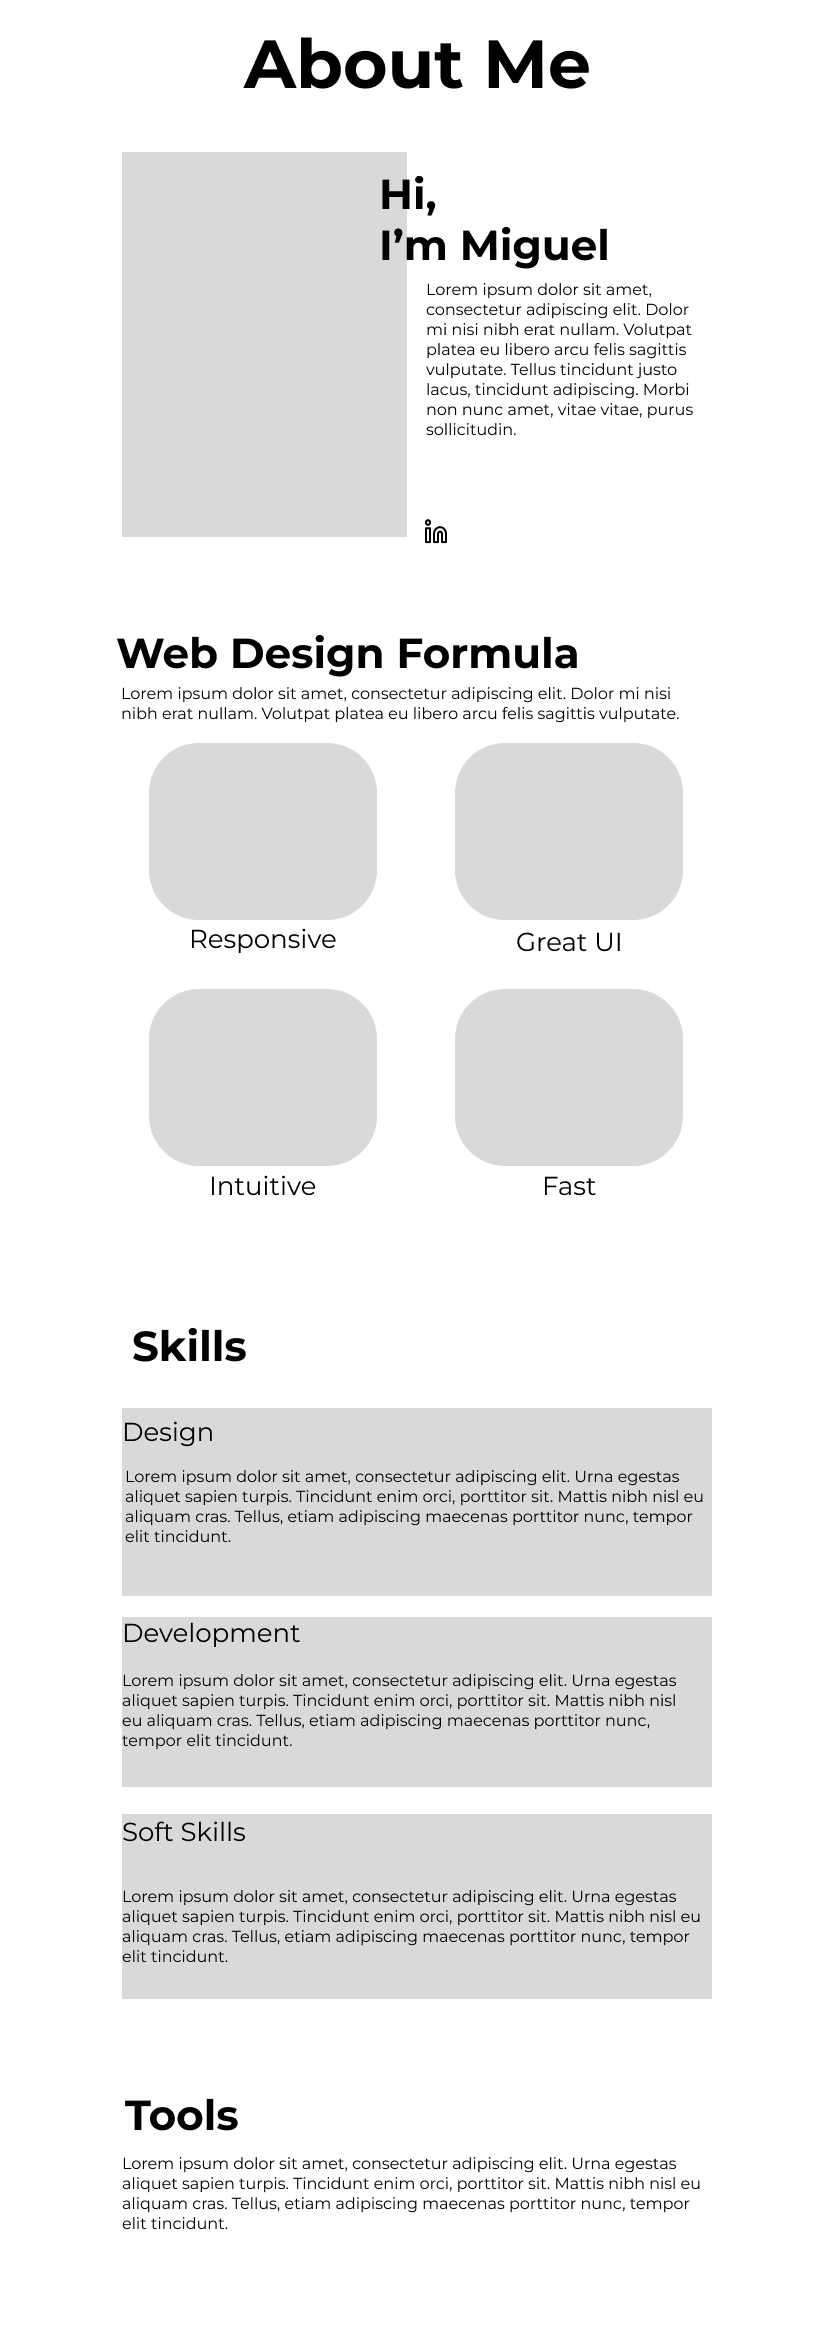 About Me
Hi,
I’m Miguel
Lorem ipsum dolor sit amet,
consectetur adipiscing elit. Dolor
mi nisi nibh erat nullam. Volutpat
platea eu libero arcu felis sagittis
vulputate. Tellus tincidunt justo
lacus, tincidunt adipiscing. Morbi
non nunc amet, vitae vitae, purus
sollicitudin.
in
Web Design Formula
Lorem ipsum dolor sit amet, consectetur adipiscing elit. Dolor mi nisi
nibh erat nullam. Volutpat platea eu libero arcu felis sagittis vulputate.
Responsive
Great UI
Intuitive
Fast
Skills
Design
Lorem ipsum dolor sit amet, consectetur adipiscing elit. Urna egestas
aliquet sapien turpis. Tincidunt enim orci, porttitor sit. Mattis nibh nisl eu
aliquam cras. Tellus, etiam adipiscing maecenas porttitor nunc, tempor
elit tincidunt.
Development
Lorem ipsum dolor sit amet, consectetur adipiscing elit. Urna egestas
aliquet sapien turpis. Tincidunt enim orci, porttitor sit. Mattis nibh nisl
eu aliquam cras. Tellus, etiam adipiscing maecenas porttitor nunc,
tempor elit tincidunt.
Soft Skills
Lorem ipsum dolor sit amet, consectetur adipiscing elit. Urna egestas
aliquet sapien turpis. Tincidunt enim orci, porttitor sit. Mattis nibh nisl eu
aliquam cras. Tellus, etiam adipiscing maecenas porttitor nunc, tempor
elit tincidunt.
Tools
Lorem ipsum dolor sit amet, consectetur adipiscing elit. Urna egestas
aliquet sapien turpis. Tincidunt enim orci, porttitor sit. Mattis nibh nisl eu
aliquam cras. Tellus, etiam adipiscing maecenas porttitor nunc, tempor
elit tincidunt.